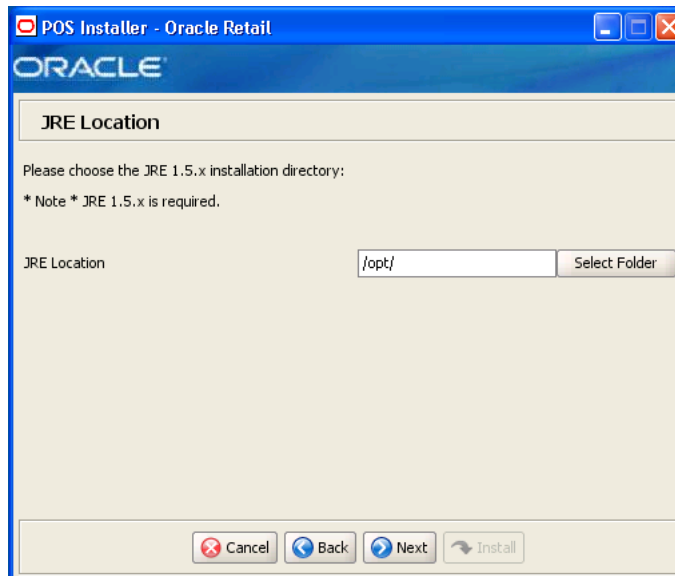 POS Installer - Oracle Retail
ORACLE
JRE Location
Please choose the JRE 1.5.x installation directory:
* Note * JRE 1.5.x is required.
JRE Location /opt/ Select Folder
Cancel Back Next Install